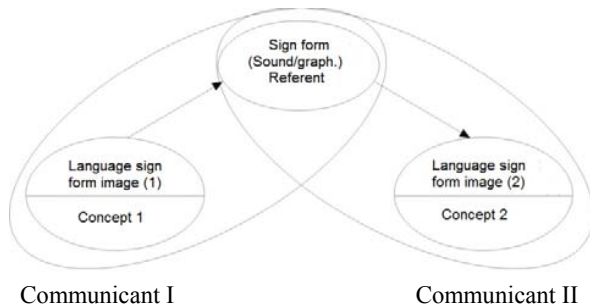 Sign form
(Sound/graph.)
Referent
Language sign
form image (1)
Concept 1
Language sign
form image (2)
Concept 2
Communicant I
Communicant II